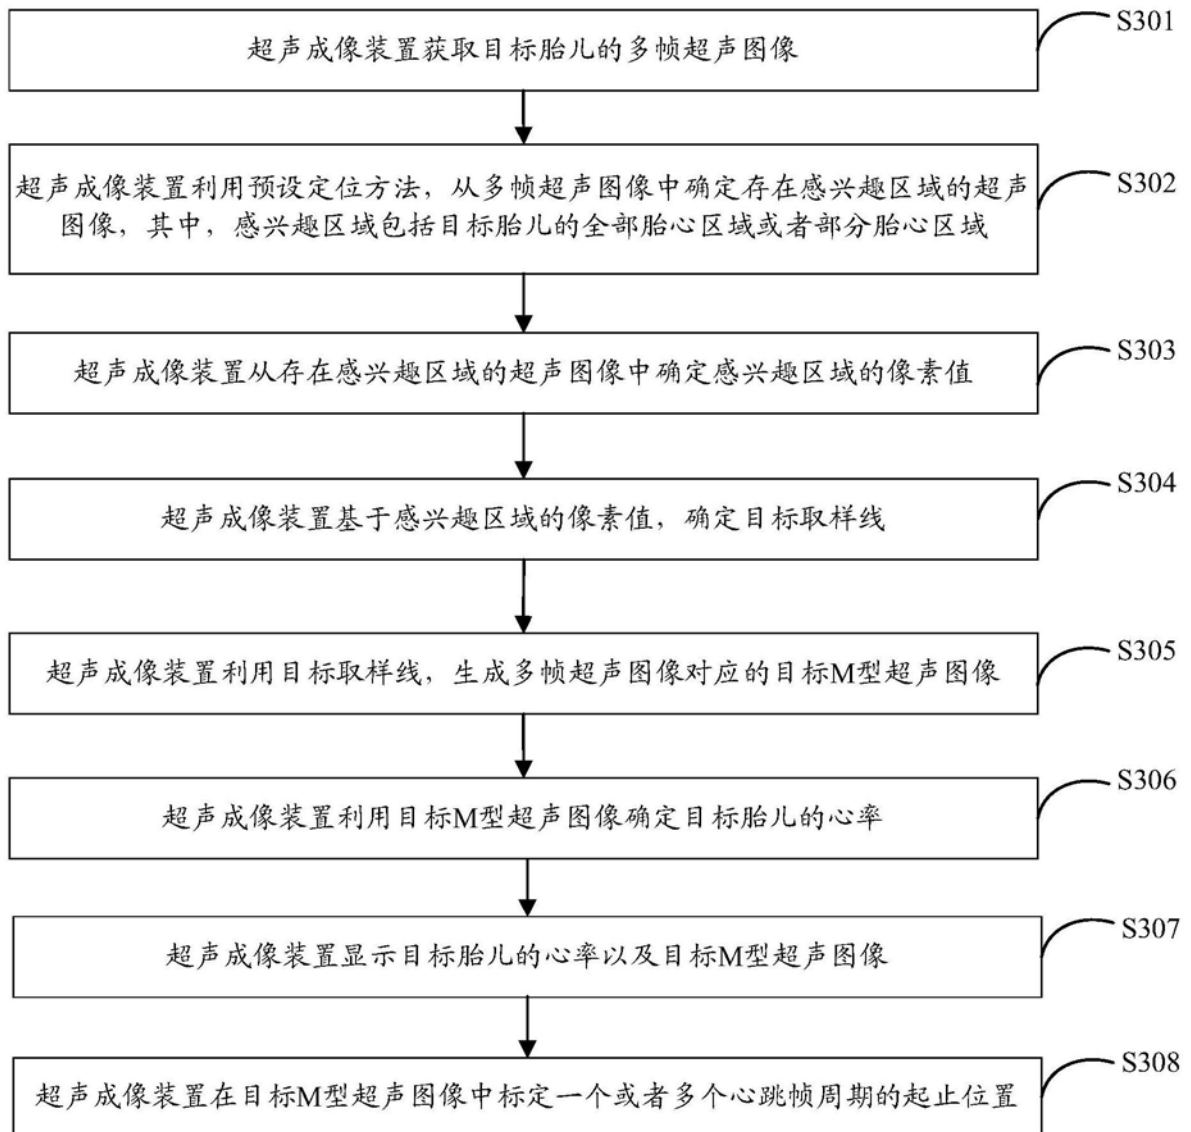 超声成像装置获取目标胎儿的多帧超声图像
S301
超声成像装置利用预设定位方法，从多帧超声图像中确定存在感兴趣区域的超声
图像，其中，感兴趣区域包括目标胎儿的全部胎心区域或者部分胎心区域
S302
超声成像装置从存在感兴趣区域的超声图像中确定感兴趣区域的像素值
S303
超声成像装置基于感兴趣区域的像素值，确定目标取样线
S304
超声成像装置利用目标取样线，生成多帧超声图像对应的目标M型超声图像
S305
超声成像装置利用目标M型超声图像确定目标胎儿的心率
S306
超声成像装置显示目标胎儿的心率以及目标M型超声图像
S307
超声成像装置在目标M型超声图像中标定一个或者多个心跳帧周期的起止位置
S308